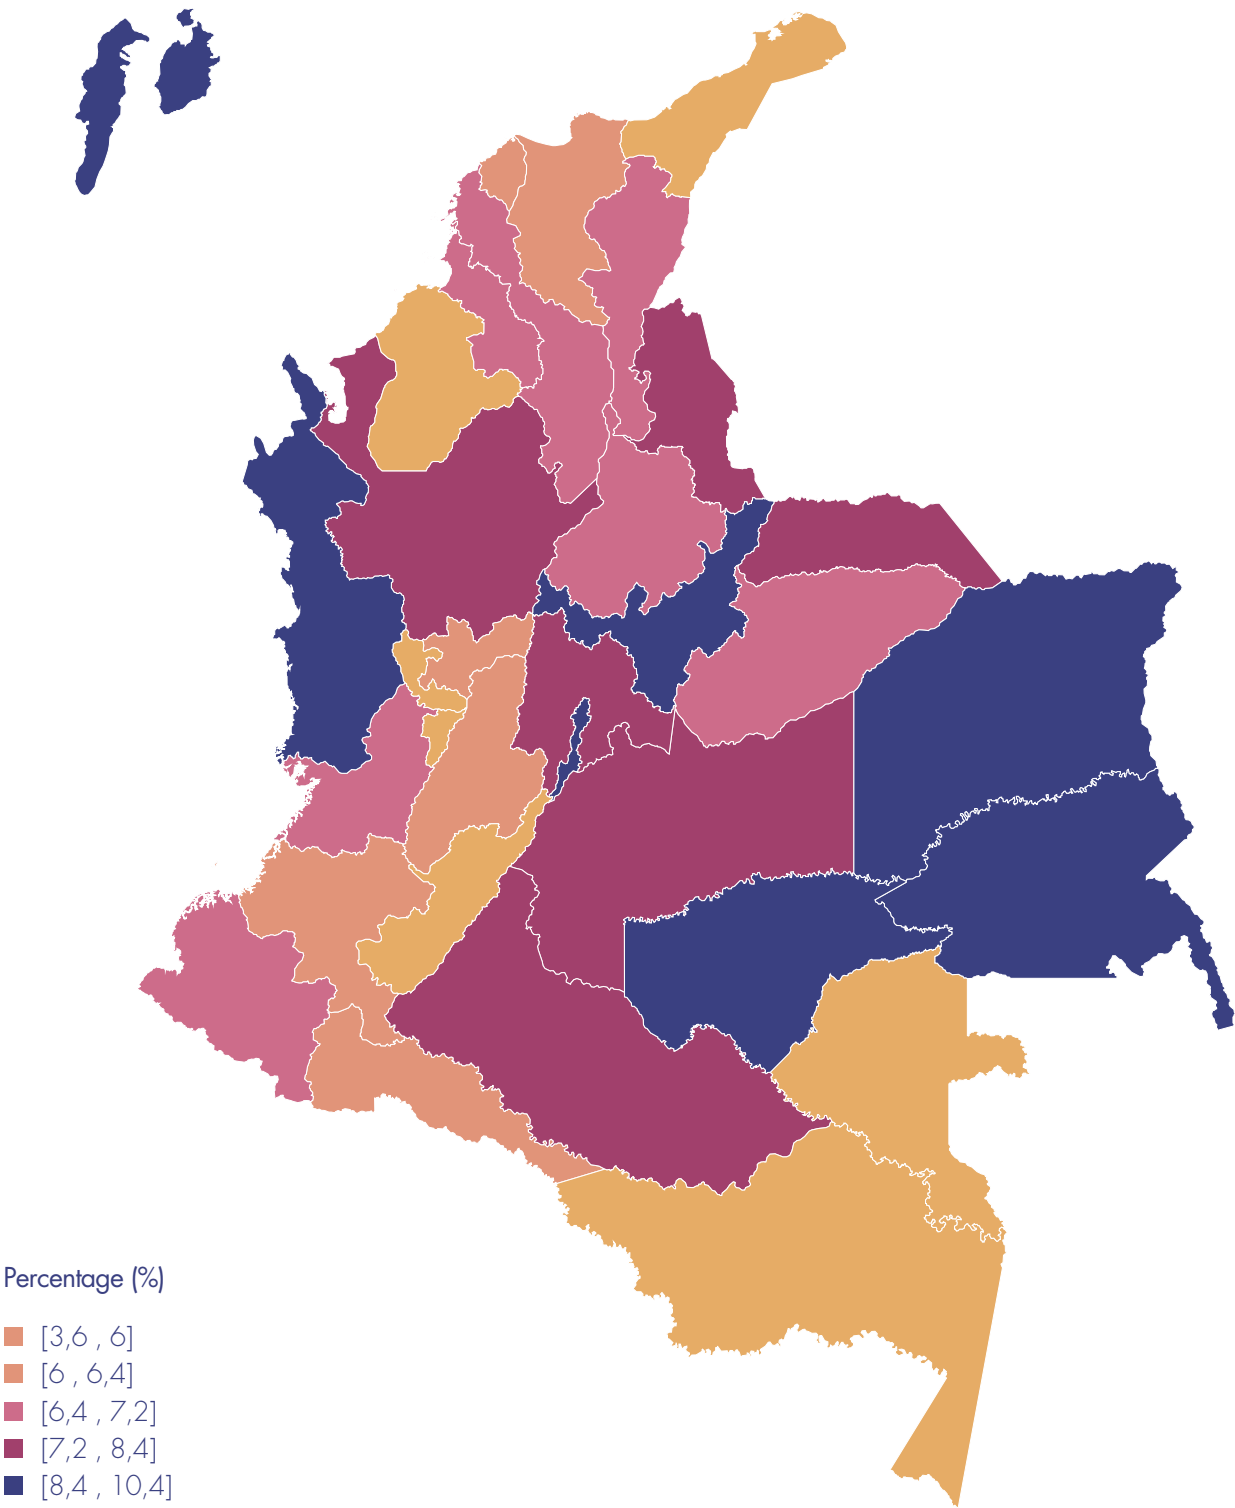 Percentage (%)
[3,6 , 6]
[6 , 6,4]
[6,4 , 7,2]
[7,2 , 8,4]
[8,4 , 10,4]